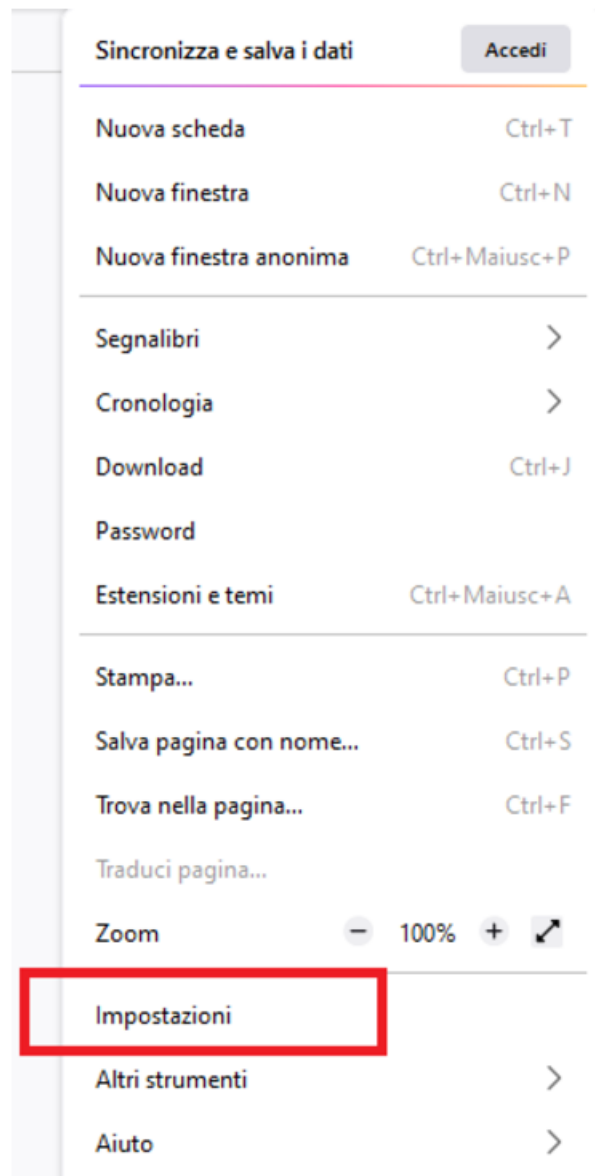 Sincronizza e salva i dati Accedi
Nuova scheda Ctrl+T
Nuova finestra Ctrl+N
Nuova finestra anonima Ctrl+Maiusc+P
Segnalibri
Cronologia
Download Ctrl+J
Password
Estensioni e temi Ctrl+Maiusc+A
Stampa... Ctrl+P
Salva pagina con nome... Ctrl+S
Trova nella pagina... Ctrl+F
Traduci pagina...
Zoom − 100% +
Impostazioni
Altri strumenti
Aiuto